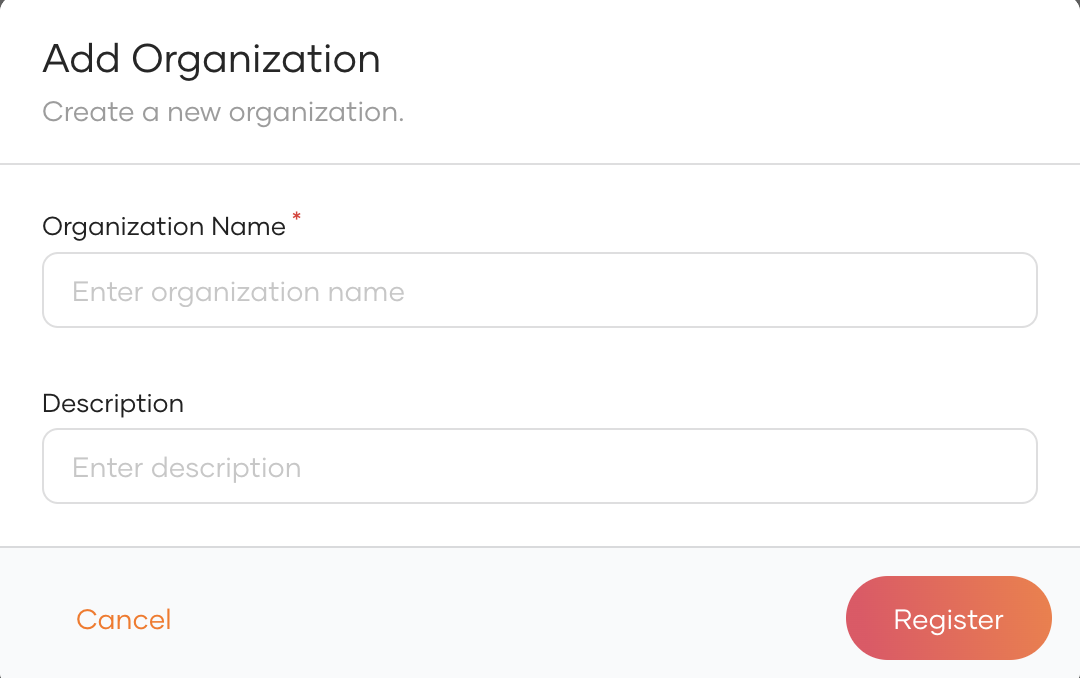 Add Organization
Create a new organization.
Organization Name *
Enter organization name
Description
Enter description
Cancel
Register